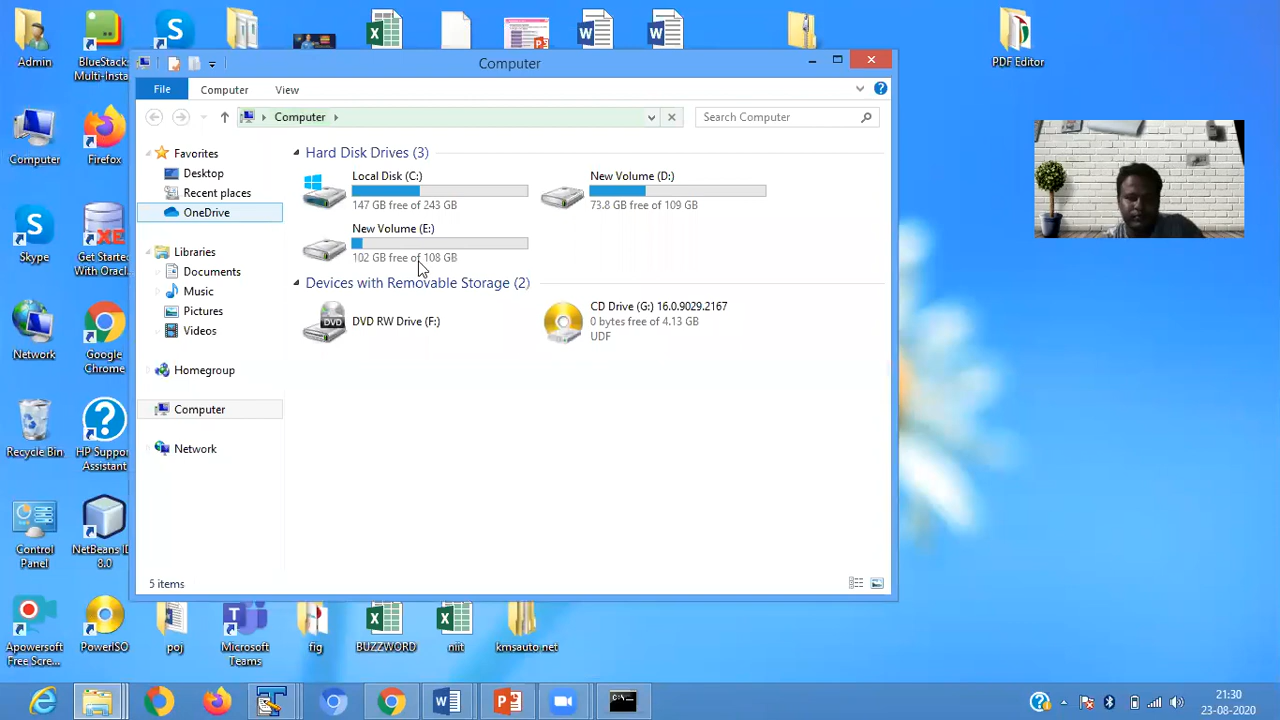 Admin
BlueStacks
Multi-Insta...
PDF Editor
Computer
File
Computer
View
Computer
Search Computer
Computer
Firefox
Skype
Get Started
With Oracl...
Network
Google
Chrome
Recycle Bin
HP Support
Assistant
Control
Panel
NetBeans ID
8.0
Favorites
Desktop
Recent places
OneDrive
Libraries
Documents
Music
Pictures
Videos
Homegroup
Computer
Network
Hard Disk Drives (3)
Local Disk (C:)
147 GB free of 243 GB
New Volume (D:)
73.8 GB free of 109 GB
New Volume (E:)
102 GB free of 108 GB
Devices with Removable Storage (2)
DVD
DVD RW Drive (F:)
CD Drive (G:) 16.0.9029.2167
0 bytes free of 4.13 GB
UDF
5 items
Apowersoft
Free Scre...
PowerISO
poj
Microsoft
Teams
fig
BUZZWORD
niit
kmsauto net
21:30
23-08-2020